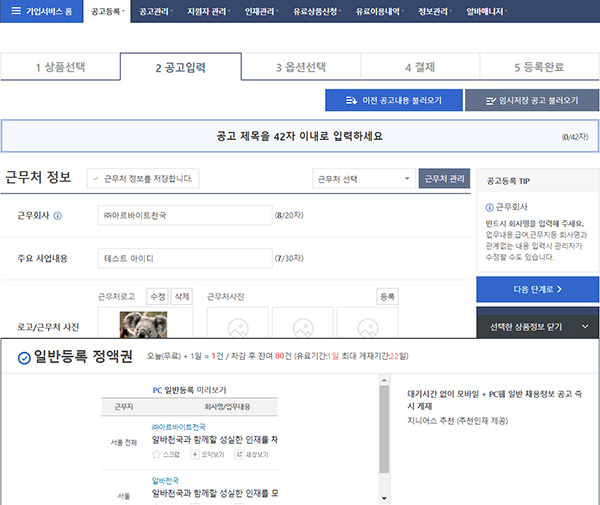 기업서비스 홈 공고등록 공고관리 지원자 관리 인재관리 유료상품신청 유료이용내역 정보관리 알바매니저
1 상품선택 2 공고입력 3 옵션선택 4 결제 5 등록완료
이전 공고내용 불러오기 임시저장 공고 불러오기
공고 제목을 42자 이내로 입력하세요 (0/42자)
근무처 정보 근무처 정보를 저장합니다. 근무처 선택 근무처 관리
근무회사 ㈜아르바이트천국 (8/20자)
주요 사업내용 테스트 아이디 (7/30자)
근무처로고 수정 삭제 근무처사진 등록
로고/근무처 사진
공고등록 TIP
근무회사
반드시 회사명을 입력해 주세요.
업무내용,급여,근무지등 회사명과
관계없는 내용 입력시 관리자가
수정할 수도 있습니다.
다음 단계로
선택한 상품정보 닫기
일반등록 정액권 오늘(무료) + 1일 = 1건 / 차감 후 잔여 80건 (유료기간:1일 최대 게재기간:22일)
PC 일반등록 미리보기
근무지 회사명/업무내용
㈜아르바이트천국
서울 전체 알바천국과 함께할 성실한 인재를 채
스크랩 요약보기 새창보기
알바천국
서울 알바천국과 함께할 성실한 인재를 모
대기시간 없이 모바일 + PC웹 일반 채용정보 공고 즉
시 게재
지니어스 추천 (추천인재 제공)